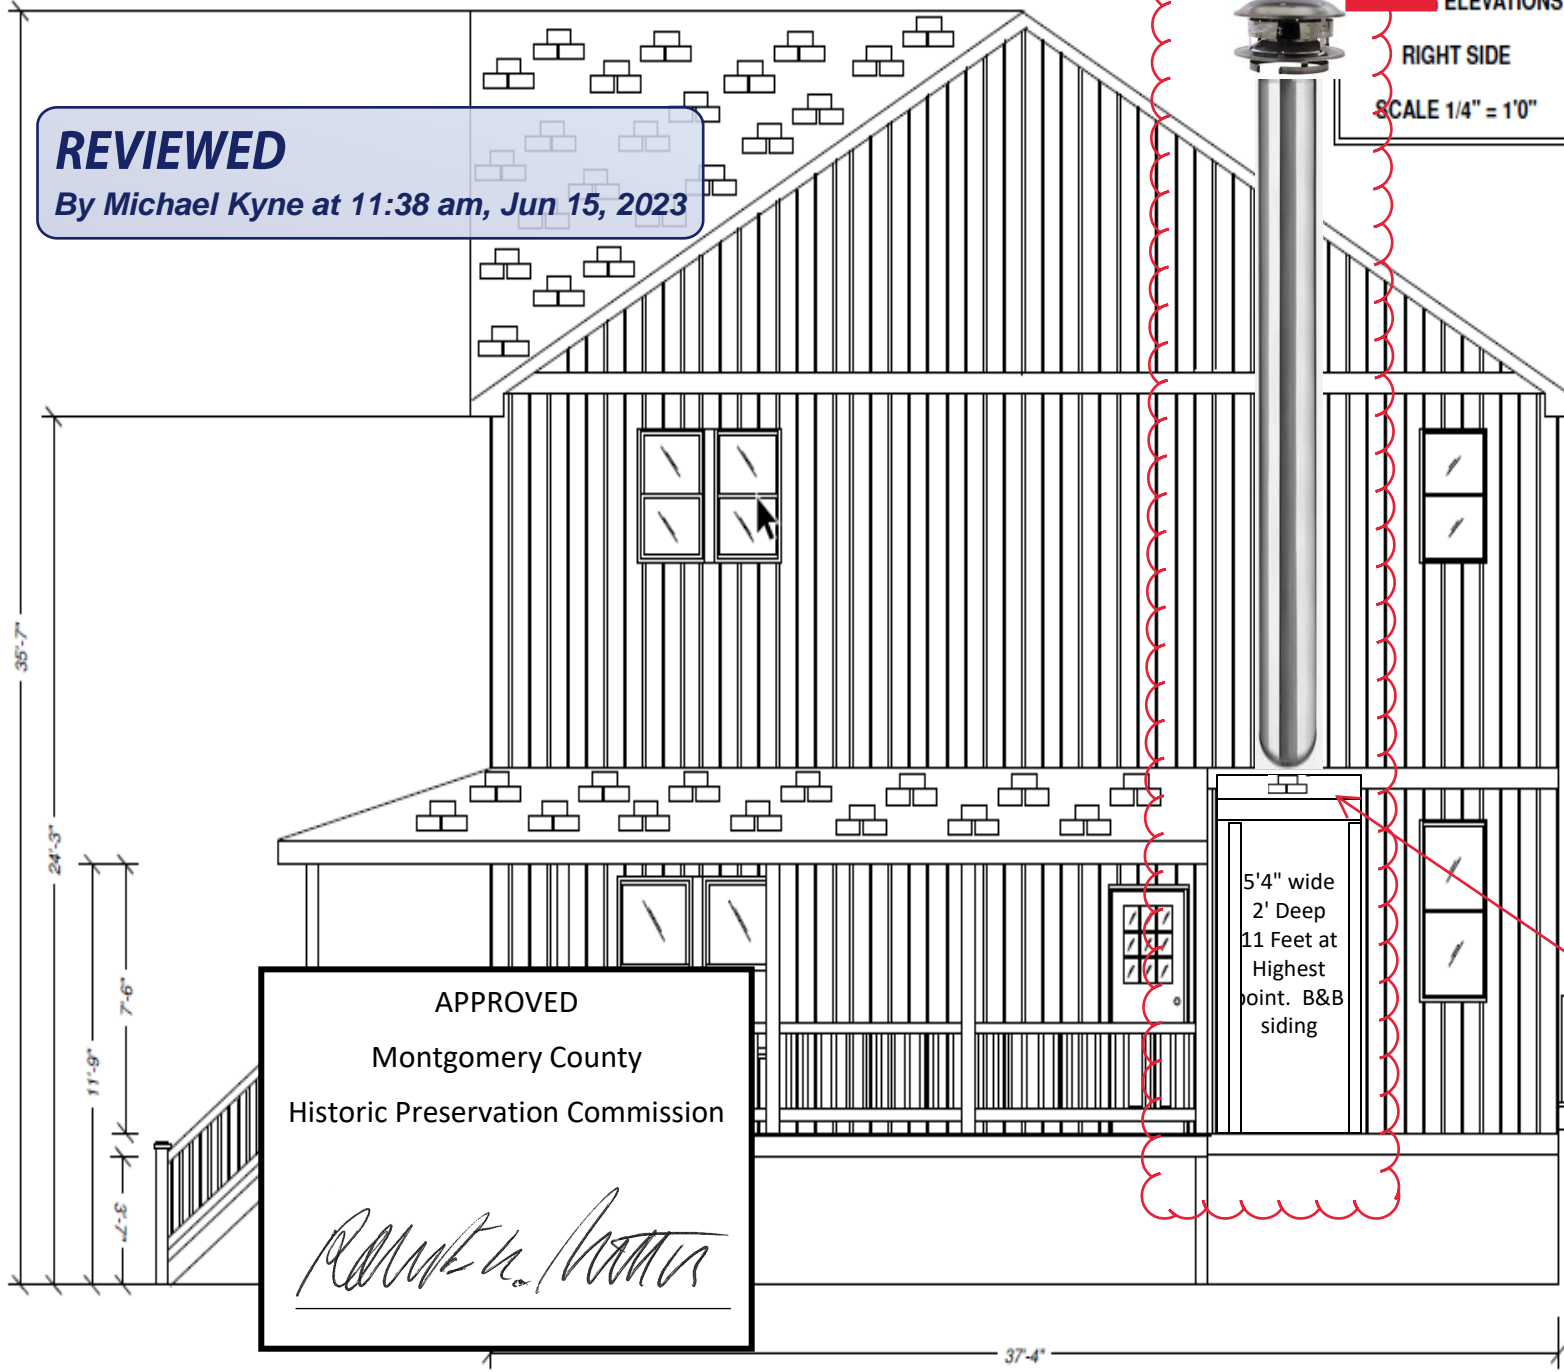 ELEVATIONS
RIGHT SIDE
SCALE 1/4" = 1'0"
REVIEWED
By Michael Kyne at 11:38 am, Jun 15, 2023
35'-7"
24'-3"
11'-9"
7'-6"
3'-7"
5'4" wide
2' Deep
11 Feet at
Highest
point. B&B
siding
APPROVED
Montgomery County
Historic Preservation Commission
37'-4"